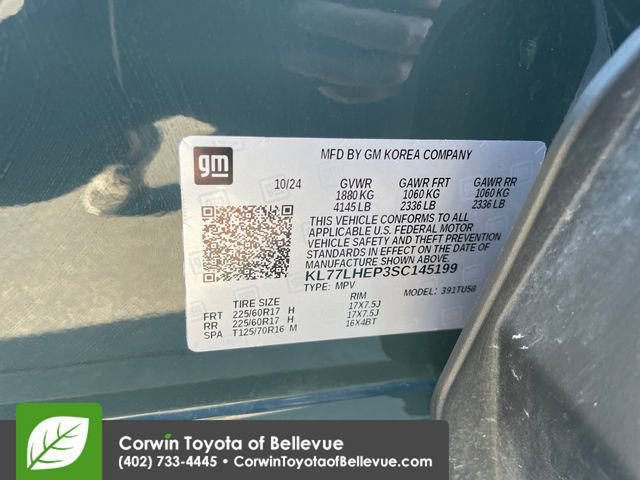 gm
MFD BY GM KOREA COMPANY
10/24 GVWR GAWR FRT GAWR RR
1880 KG 1060 KG 1060 KG
4145 LB 2336 LB 2336 LB
THIS VEHICLE CONFORMS TO ALL
APPLICABLE U.S. FEDERAL MOTOR
VEHICLE SAFETY AND THEFT PREVENTION
STANDARDS IN EFFECT ON THE DATE OF
MANUFACTURE SHOWN ABOVE.
KL77LHEP3SC145199
TYPE: MPV MODEL: 391TU58
TIRE SIZE RIM
FRT 225/60R17 H 17X7.5J
RR 225/60R17 H 17X7.5J
SPA T125/70R16 M 16X4BT
Corwin Toyota of Bellevue
(402) 733-4445 • CorwinToyotaofBellevue.com